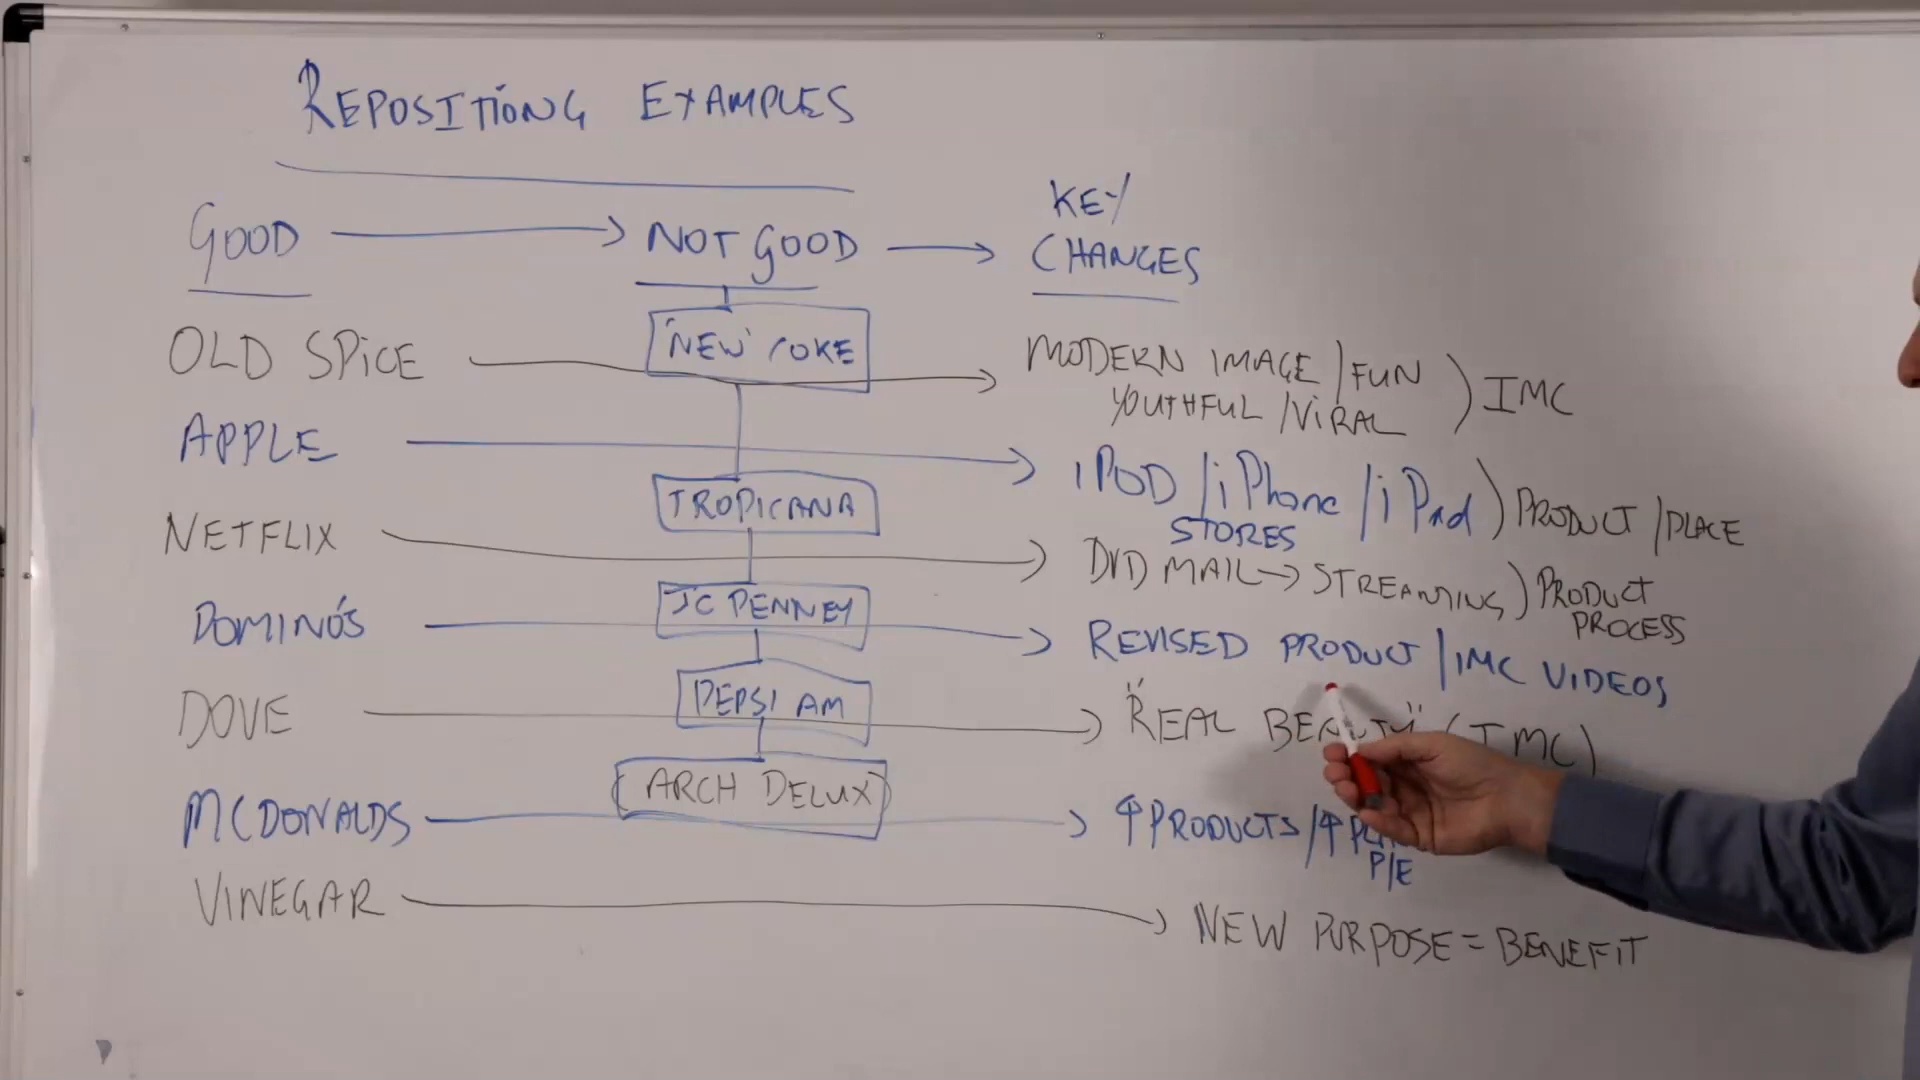 REPOSITIONG EXAMPLES
GOOD → NOT GOOD → KEY CHANGES
"NEW" COKE
OLD SPICE → MODERN IMAGE / FUN ) IMC
YOUTHFUL / VIRAL
APPLE → iPOD / iPhone / iPad ) PRODUCT / PLACE
STORES
TROPICANA
NETFLIX → DVD MAIL → STREAMING ) PRODUCT
PROCESS
JC PENNEY
DOMINO'S → REVISED PRODUCT / IMC VIDEOS
PEPSI AM
DOVE → "REAL BEAUTY" (IMC)
(ARCH DELUX)
MCDONALDS → ↑PRODUCTS / ↑
P/E
VINEGAR → NEW PURPOSE = BENEFIT